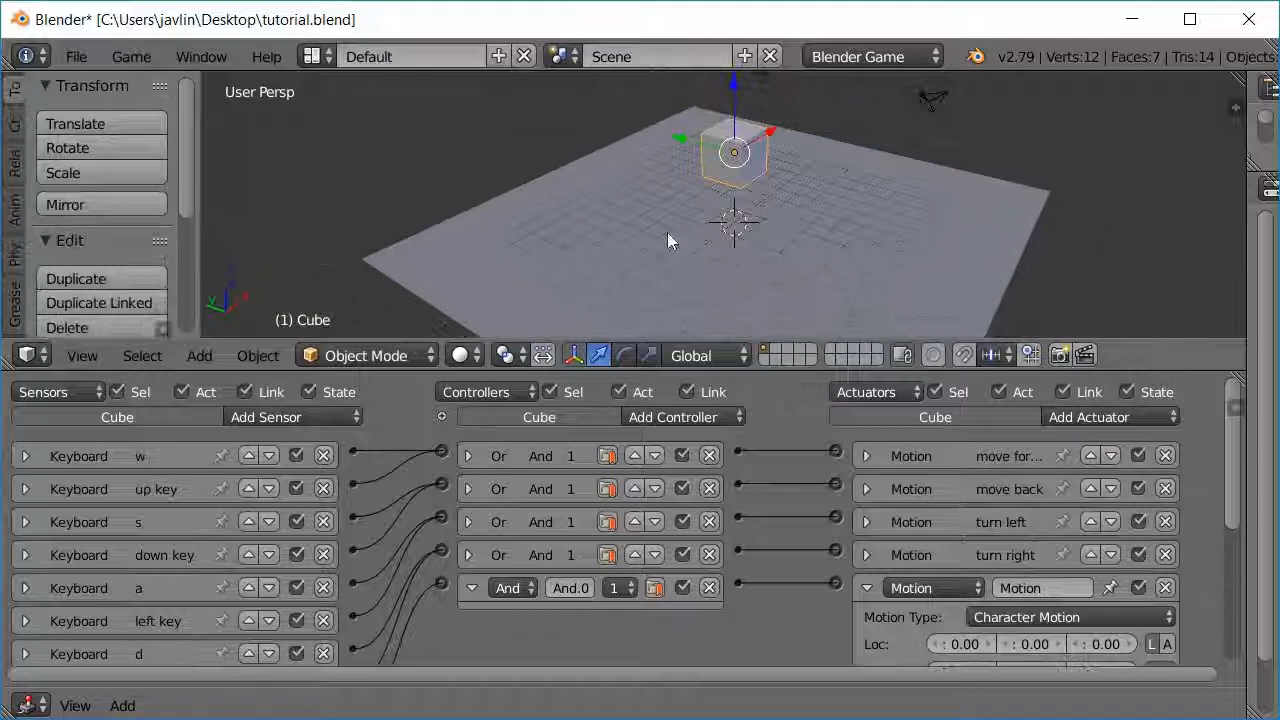 Blender* [C:\Users\javlin\Desktop\tutorial.blend]
File Game Window Help Default Scene Blender Game v2.79 | Verts:12 | Faces:7 | Tris:14 | Objects:
Transform
Translate
Rotate
Scale
Mirror
Edit
Duplicate
Duplicate Linked
Delete
To
Rela
Anim
Phy
Grease
User Persp
(1) Cube
View Select Add Object Object Mode Global
Sensors Sel Act Link State Controllers Sel Act Link Actuators Sel Act Link State
Cube Add Sensor Cube Add Controller Cube Add Actuator
Keyboard w Or And 1 Motion move for...
Keyboard up key Or And 1 Motion move back
Keyboard s Or And 1 Motion turn left
Keyboard down key Or And 1 Motion turn right
Keyboard a And And.0 1 Motion Motion
Keyboard left key Motion Type: Character Motion
Keyboard d Loc: : 0.00 : 0.00 : 0.00 L A
View Add